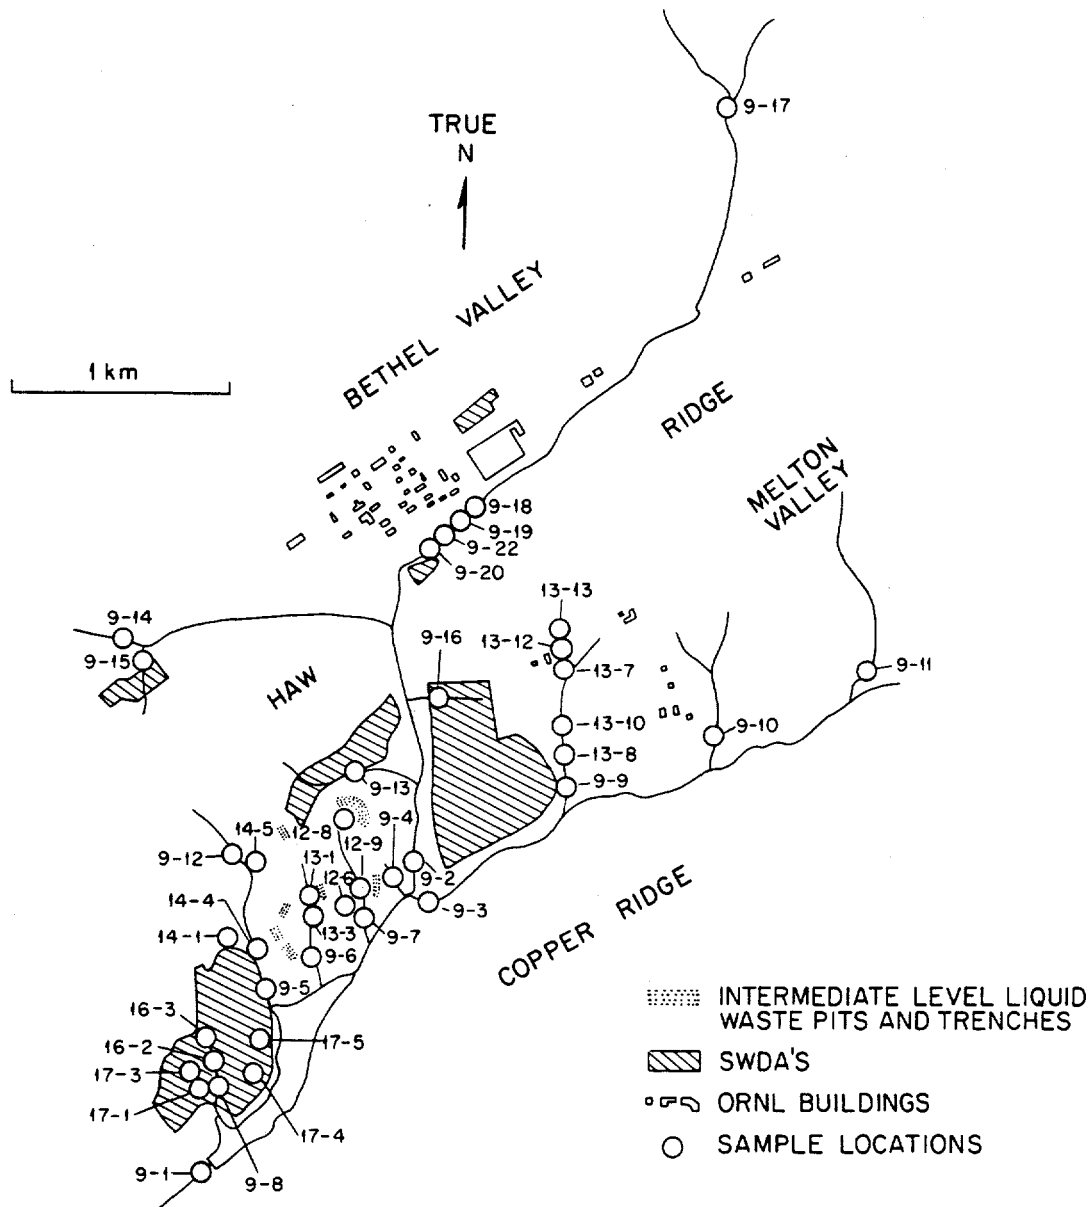 9-17
TRUE
N
BETHEL VALLEY
1 km
RIDGE
MELTON
VALLEY
9-18
9-19
9-22
9-20
13-13
9-14
9-16
13-12
9-15
13-7
9-11
HAW
13-10
9-10
13-8
9-13
9-9
9-4
12-8
12-9
14-5
13-1
9-12
12-6
9-2
14-4
9-3
13-3
9-7
14-1
9-6
COPPER RIDGE
9-5
16-3
17-5
16-2
17-3
17-1
17-4
9-1
9-8
INTERMEDIATE LEVEL LIQUID
WASTE PITS AND TRENCHES
SWDA'S
ORNL BUILDINGS
SAMPLE LOCATIONS